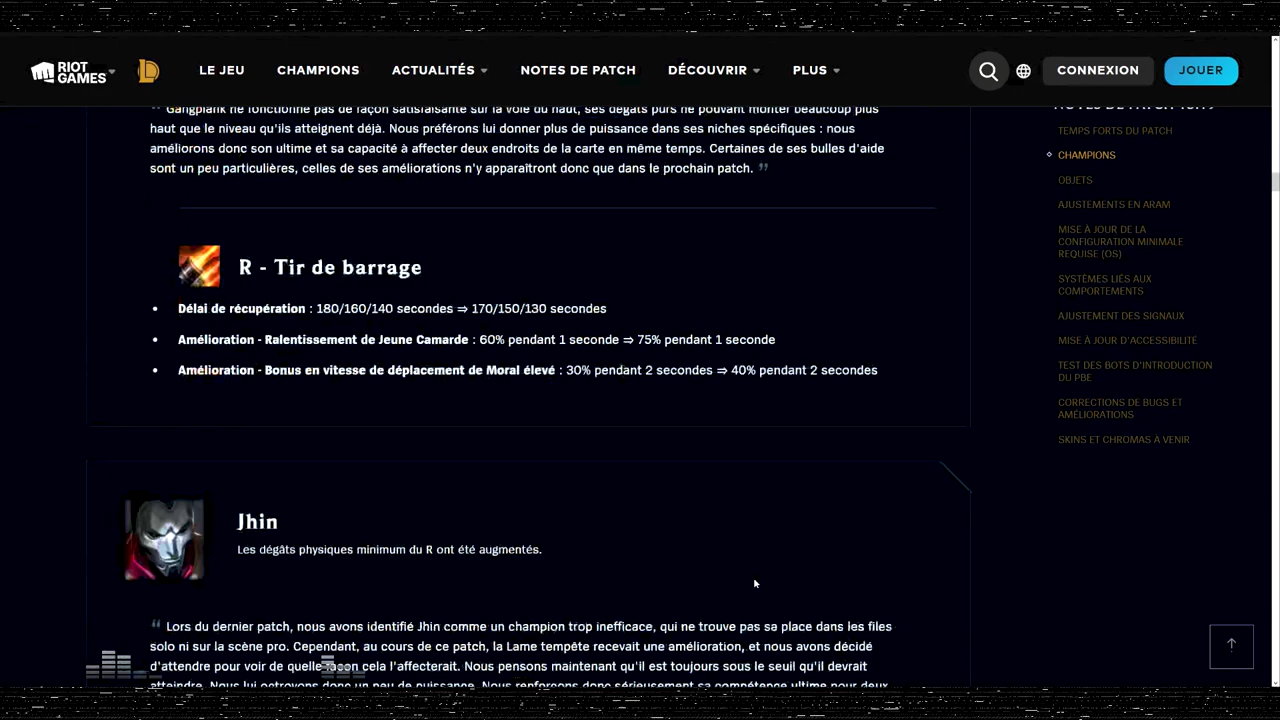 RIOT GAMES
LE JEU
CHAMPIONS
ACTUALITÉS
NOTES DE PATCH
DÉCOUVRIR
PLUS
CONNEXION
JOUER
Gangplank ne fonctionne pas de façon satisfaisante sur la voie du haut, ses dégâts purs ne pouvant monter beaucoup plus
haut que le niveau qu'ils atteignent déjà. Nous préférons lui donner plus de puissance dans ses niches spécifiques : nous
améliorons donc son ultime et sa capacité à affecter deux endroits de la carte en même temps. Certaines de ses bulles d'aide
sont un peu particulières, celles de ses améliorations n'y apparaîtront donc que dans le prochain patch. ”
R - Tir de barrage
• Délai de récupération : 180/160/140 secondes ⇒ 170/150/130 secondes
• Amélioration - Ralentissement de Jeune Camarde : 60% pendant 1 seconde ⇒ 75% pendant 1 seconde
• Amélioration - Bonus en vitesse de déplacement de Moral élevé : 30% pendant 2 secondes ⇒ 40% pendant 2 secondes
Jhin
Les dégâts physiques minimum du R ont été augmentés.
“ Lors du dernier patch, nous avons identifié Jhin comme un champion trop inefficace, qui ne trouve pas sa place dans les files
solo ni sur la scène pro. Cependant, au cours de ce patch, la Lame-tempête recevait une amélioration, et nous avons décidé
d'attendre pour voir de quelle façon cela l'affecterait. Nous pensons maintenant qu'il est toujours sous le seuil qu'il devrait
atteindre. Nous lui octroyons donc un peu de puissance. Nous renforçons donc sérieusement sa compétence ultime pour deux
TEMPS FORTS DU PATCH
CHAMPIONS
OBJETS
AJUSTEMENTS EN ARAM
MISE À JOUR DE LA
CONFIGURATION MINIMALE
REQUISE (OS)
SYSTÈMES LIÉS AUX
COMPORTEMENTS
AJUSTEMENT DES SIGNAUX
MISE À JOUR D'ACCESSIBILITÉ
TEST DES BOTS D'INTRODUCTION
DU PBE
CORRECTIONS DE BUGS ET
AMÉLIORATIONS
SKINS ET CHROMAS À VENIR